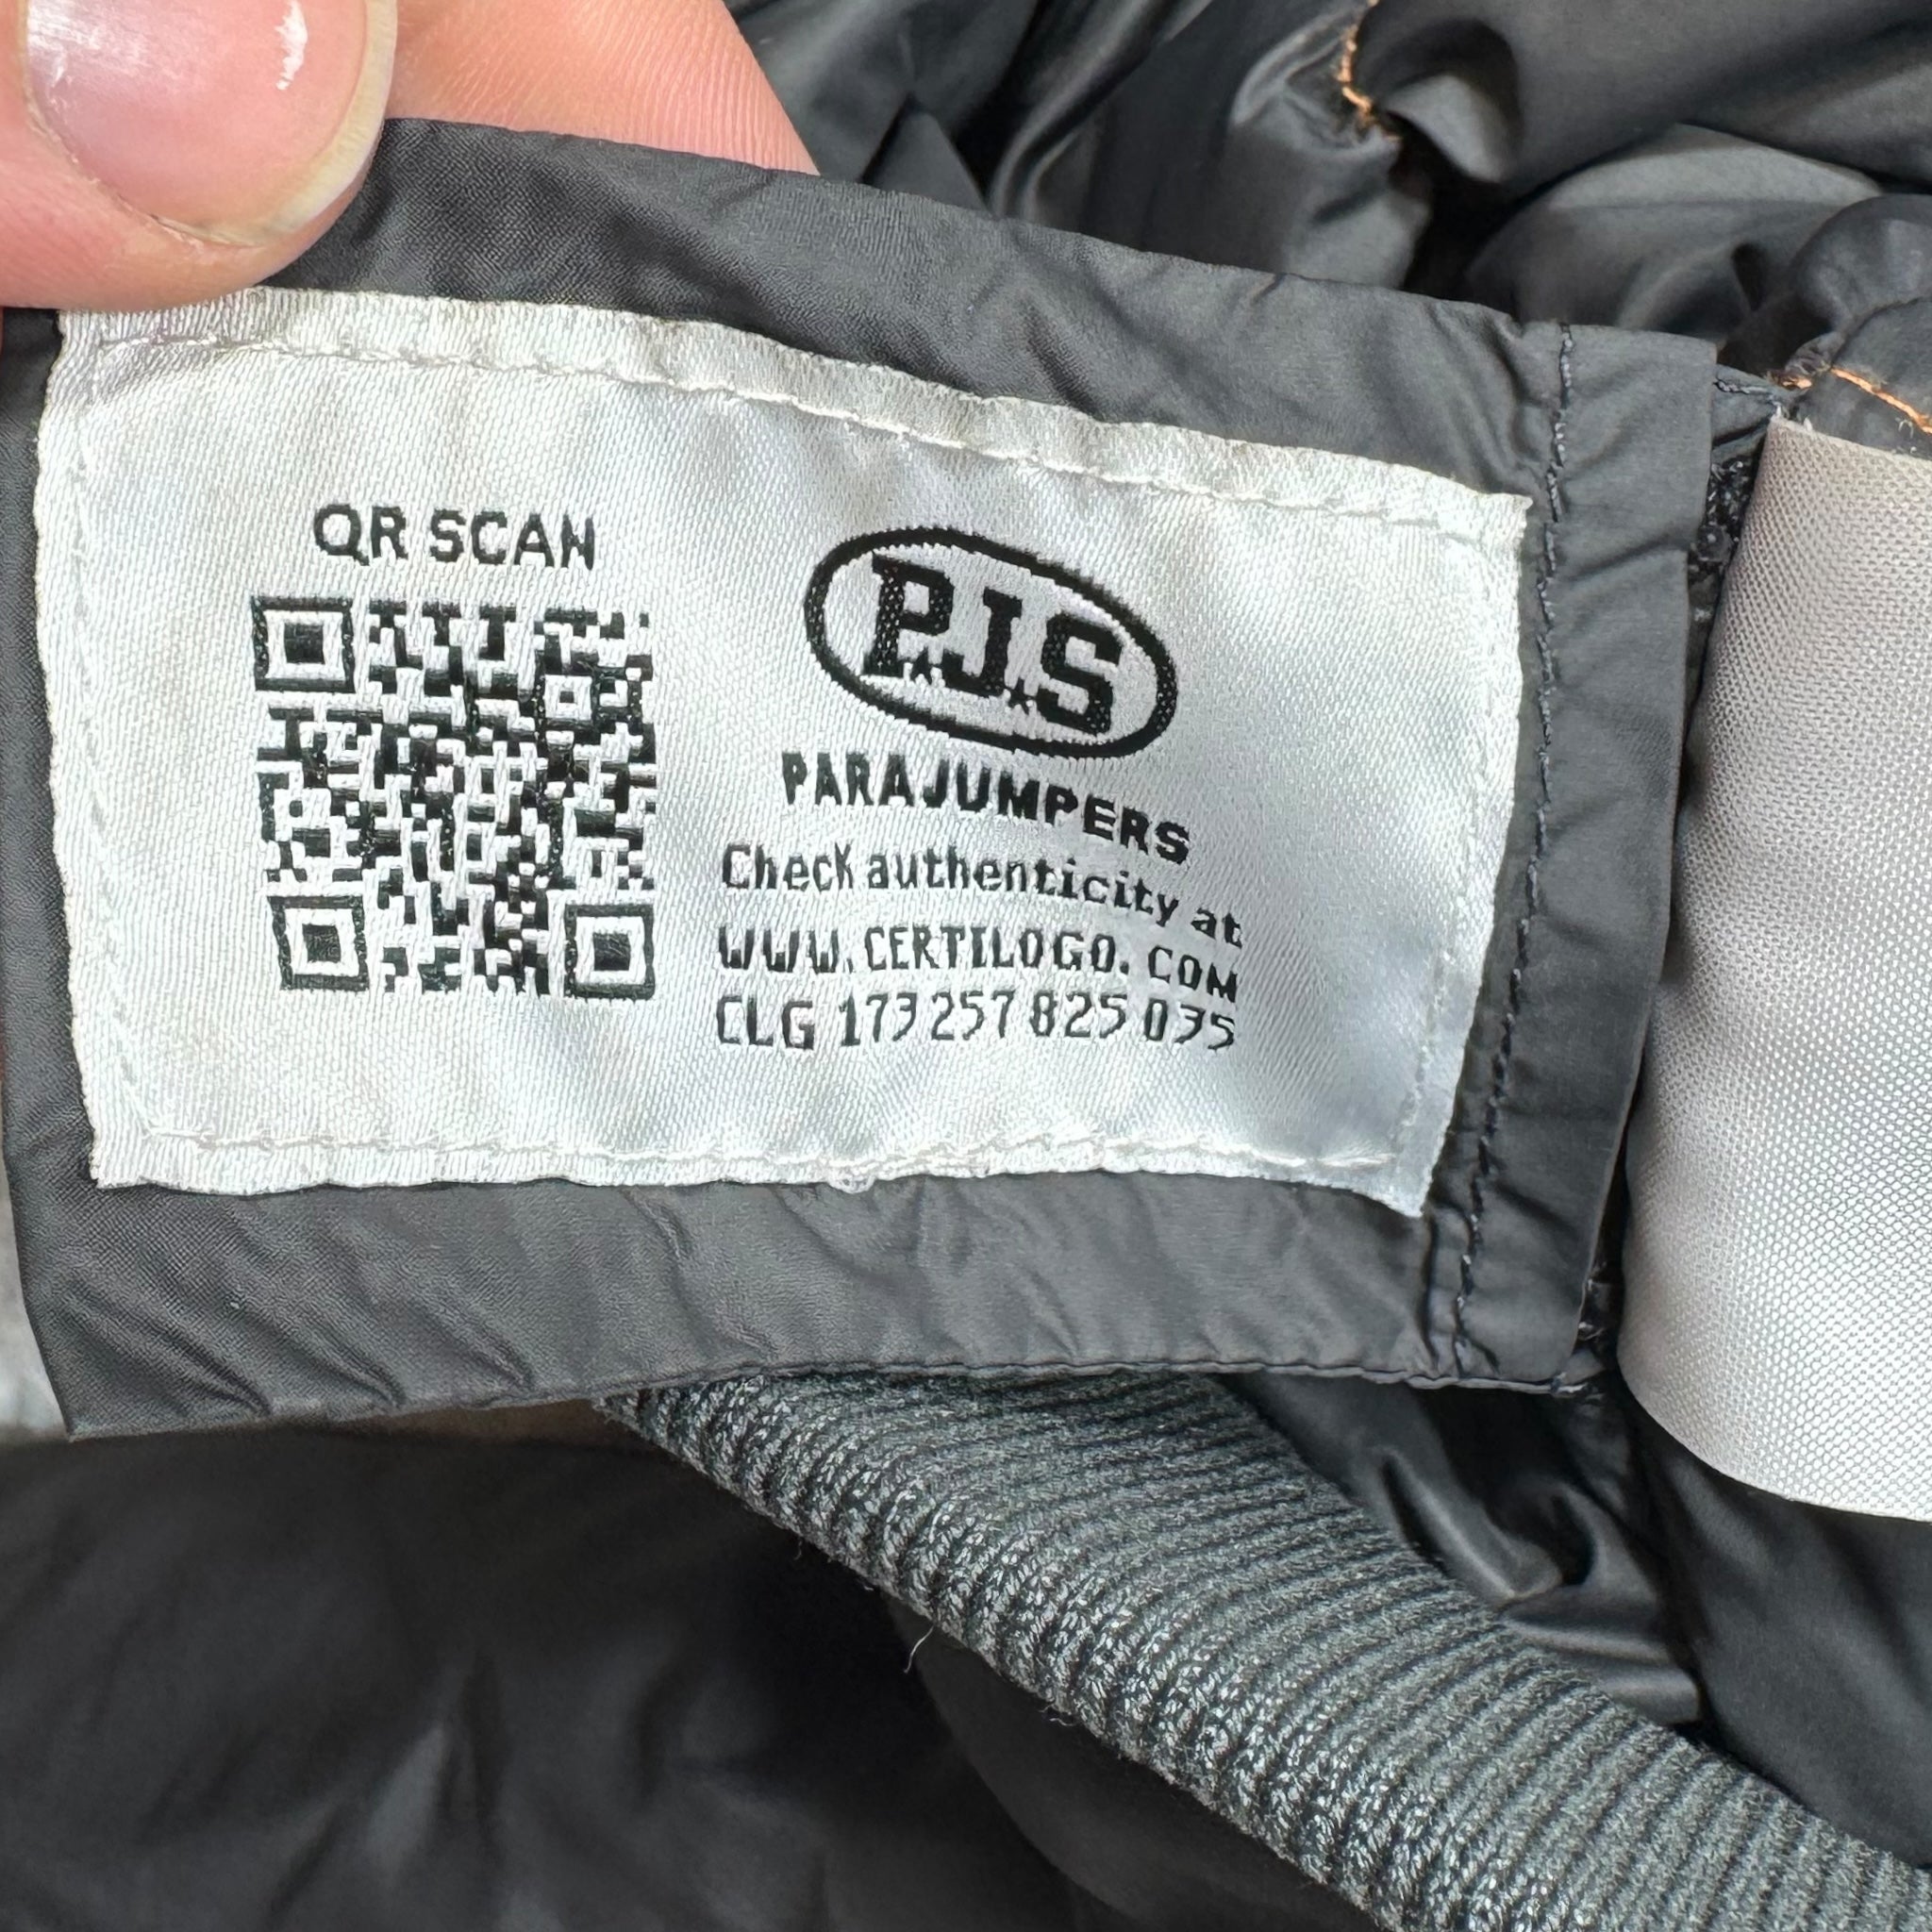 QR SCAN
P.J.S
PARAJUMPERS
Check authenticity at
WWW.CERTILOGO.COM
CLG 173 257 825 035